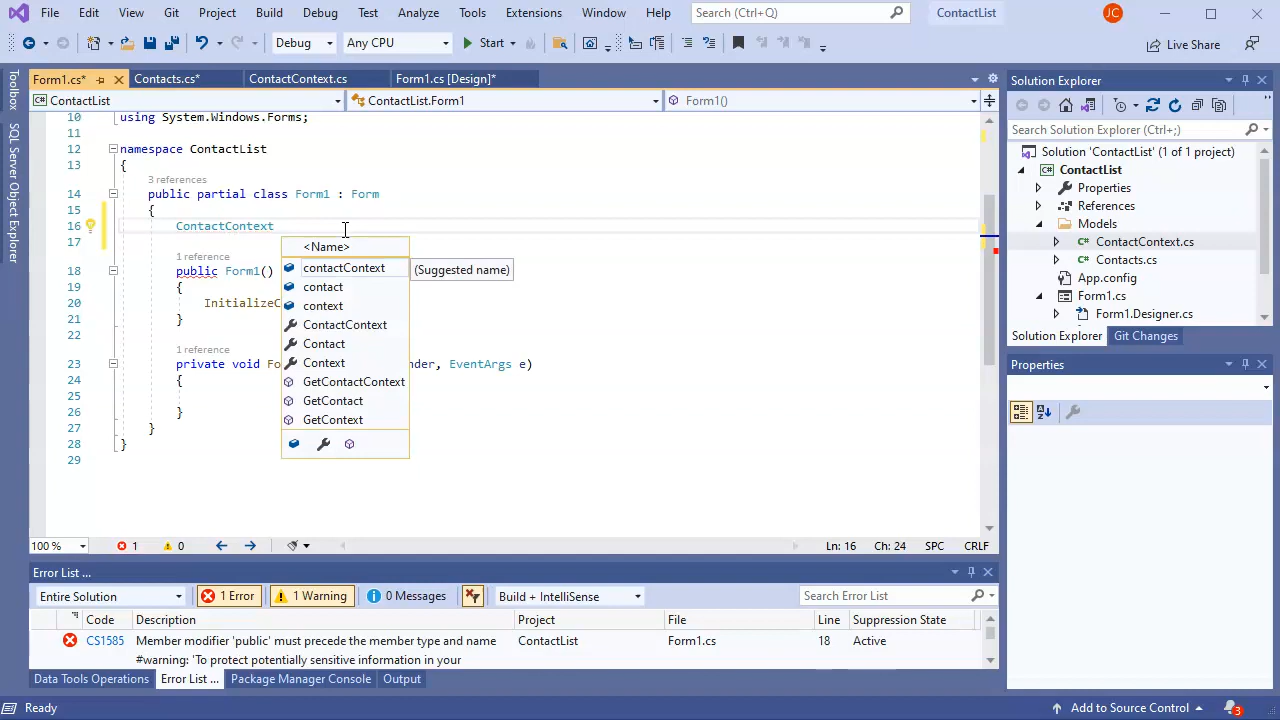 File Edit View Git Project Build Debug Test Analyze Tools Extensions Window Help Search (Ctrl+Q) ContactList JC
Debug Any CPU Start Live Share
Form1.cs* Contacts.cs* ContactContext.cs Form1.cs [Design]*
ContactList ContactList.Form1 Form1()
Toolbox
SQL Server Object Explorer
10 using System.Windows.Forms;
11
12 namespace ContactList
13 {
3 references
14 public partial class Form1 : Form
15 {
16 ContactContext
17
<Name>
contactContext (Suggested name)
contact
context
ContactContext
Contact
Context
GetContactContext
GetContact
GetContext
1 reference
18 public Form1()
19 {
20 InitializeC
21 }
22
1 reference
23 private void Fo nder, EventArgs e)
24 {
25
26 }
27 }
28 }
29
100 % 1 0 Ln: 16 Ch: 24 SPC CRLF
Error List ...
Entire Solution 1 Error 1 Warning 0 Messages Build + IntelliSense Search Error List
Code Description Project File Line Suppression State
CS1585 Member modifier 'public' must precede the member type and name ContactList Form1.cs 18 Active
#warning: 'To protect potentially sensitive information in your
Data Tools Operations Error List ... Package Manager Console Output
Solution Explorer
Search Solution Explorer (Ctrl+;)
Solution 'ContactList' (1 of 1 project)
ContactList
Properties
References
Models
ContactContext.cs
Contacts.cs
App.config
Form1.cs
Form1.Designer.cs
Solution Explorer Git Changes
Properties
Ready Add to Source Control 3